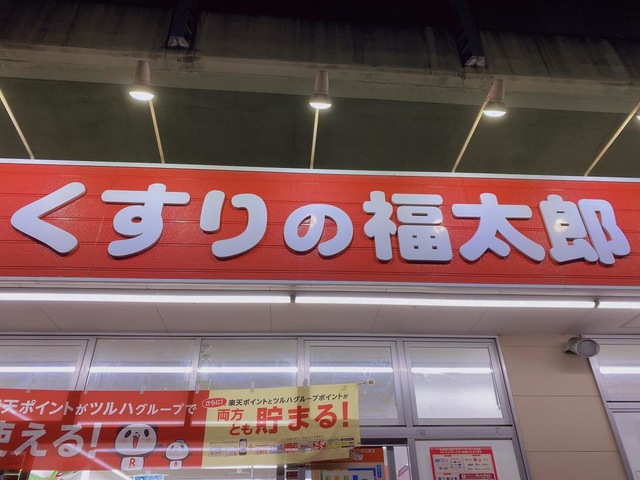 くすりの福太郎
天ポイントがツルハグループで
使える!
R
さらに!
楽天ポイントとツルハグループポイントが
両方
とも
貯まる!